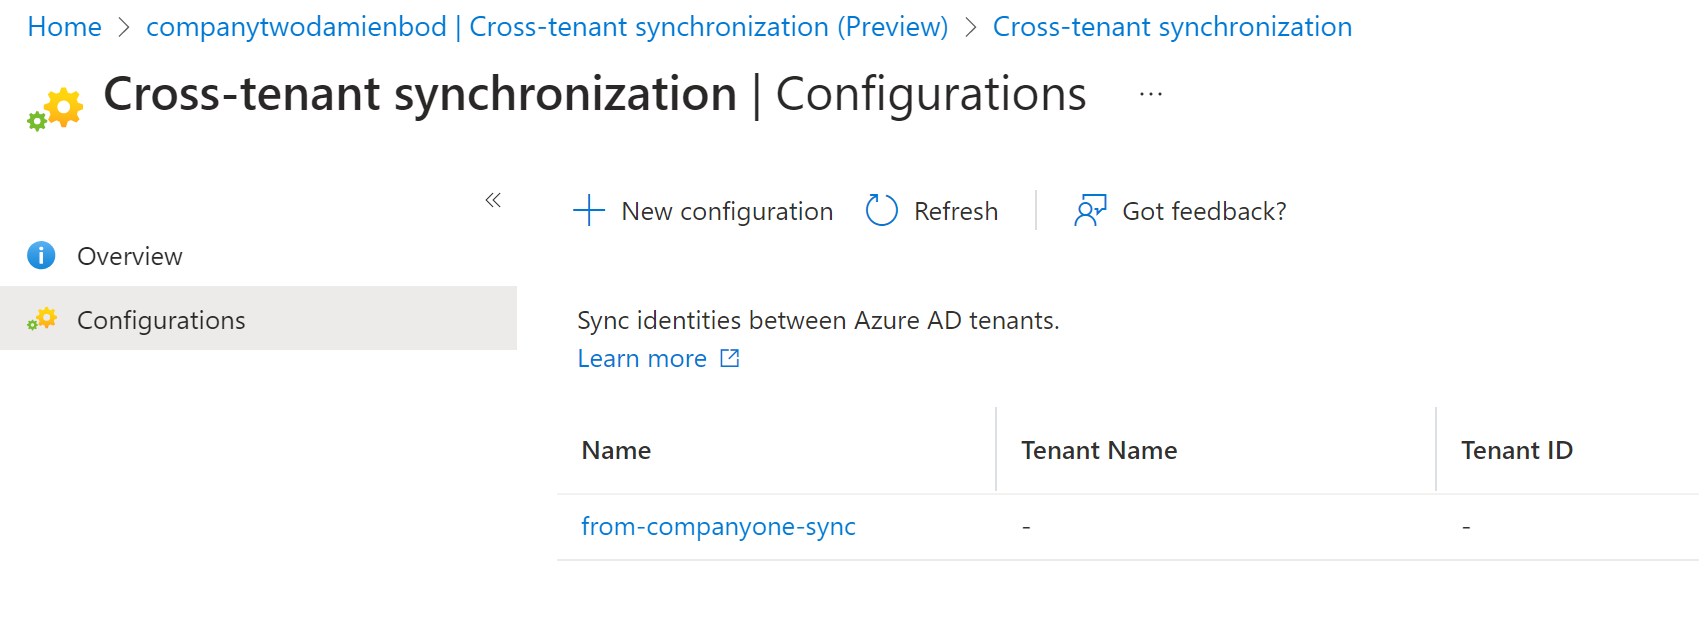 Home > companytwodamienbod | Cross-tenant synchronization (Preview) > Cross-tenant synchronization
Cross-tenant synchronization | Configurations ...
«
+ New configuration Refresh Got feedback?
Overview
Configurations
Sync identities between Azure AD tenants.
Learn more
Name Tenant Name Tenant ID
from-companyone-sync - -